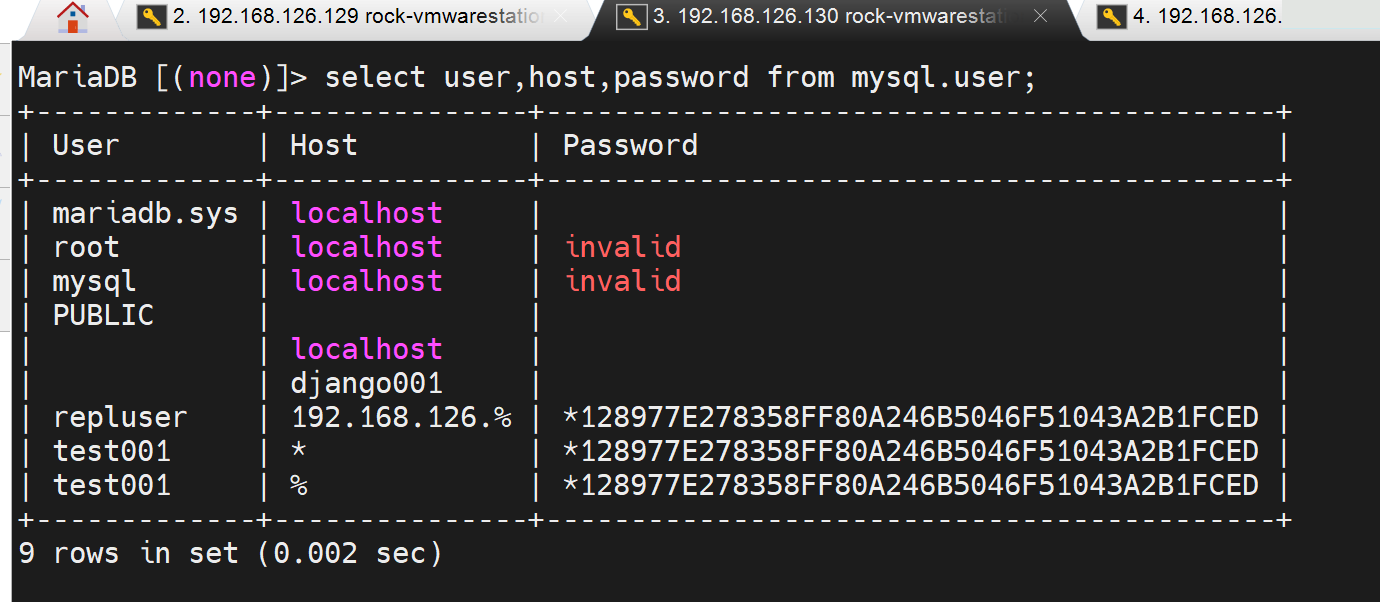 2. 192.168.126.129 rock-vmwarestatio
3. 192.168.126.130 rock-vmwarestati
4. 192.168.126.
MariaDB [(none)]> select user,host,password from mysql.user;
+-------------+---------------+-------------------------------------------+
| User        | Host          | Password                                  |
+-------------+---------------+-------------------------------------------+
| mariadb.sys | localhost     |                                           |
| root        | localhost     | invalid                                   |
| mysql       | localhost     | invalid                                   |
| PUBLIC      |               |                                           |
|             | localhost     |                                           |
|             | django001     |                                           |
| repluser    | 192.168.126.% | *128977E278358FF80A246B5046F51043A2B1FCED |
| test001     | *             | *128977E278358FF80A246B5046F51043A2B1FCED |
| test001     | %             | *128977E278358FF80A246B5046F51043A2B1FCED |
+-------------+---------------+-------------------------------------------+
9 rows in set (0.002 sec)